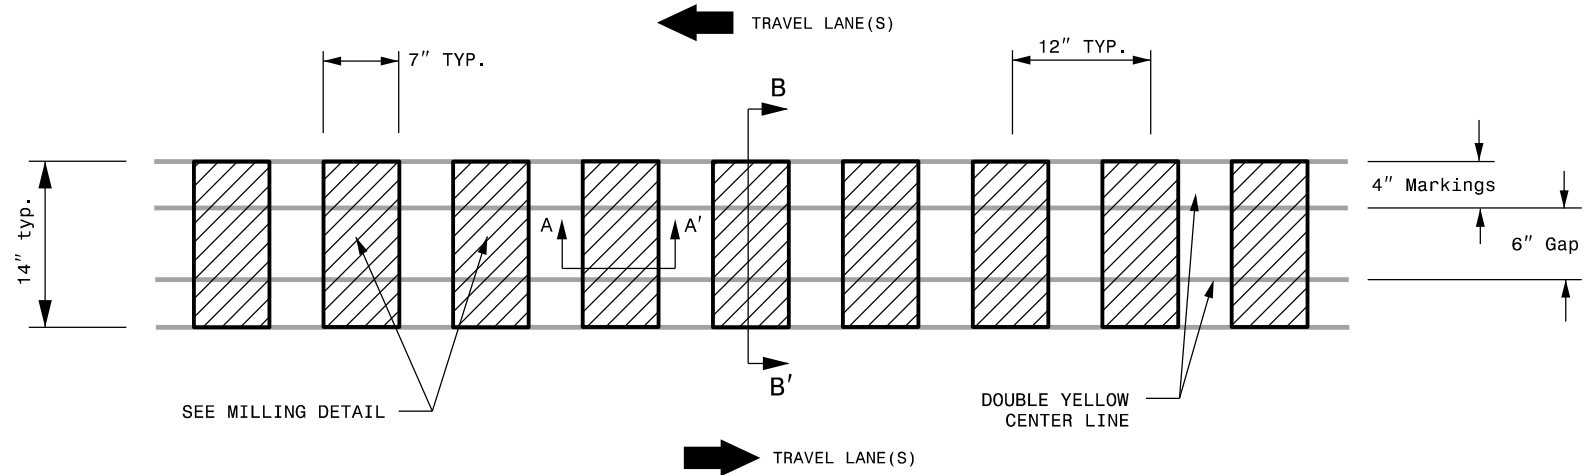 TRAVEL LANE(S)
7" TYP.
12" TYP.
B
4" Markings
14" typ.
A
A'
6" Gap
B'
SEE MILLING DETAIL
DOUBLE YELLOW
CENTER LINE
TRAVEL LANE(S)